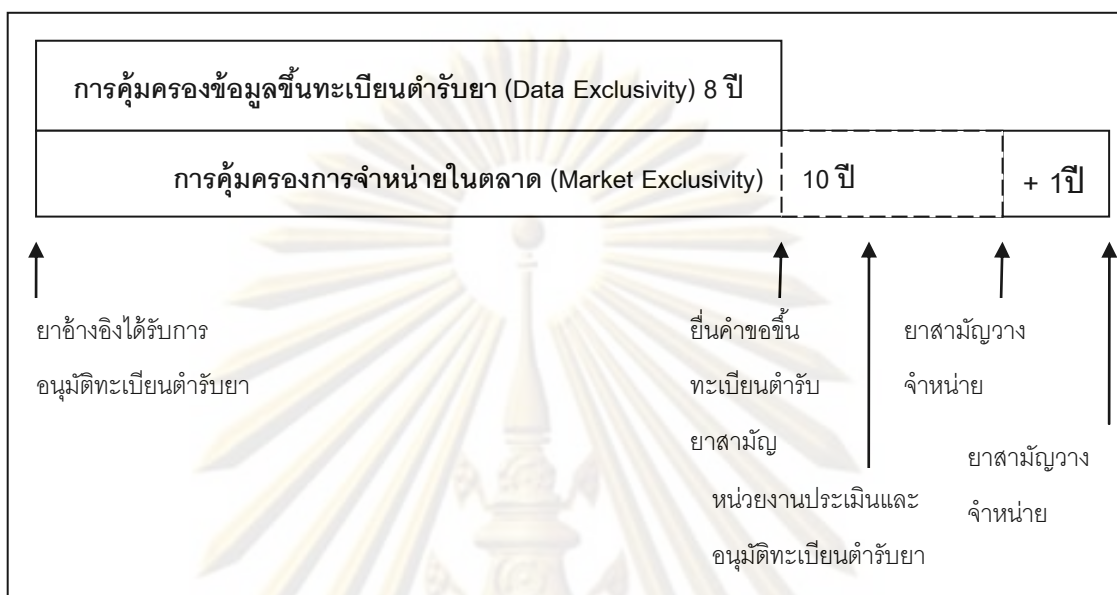 การคุ้มครองข้อมูลขึ้นทะเบียนตำรับยา (Data Exclusivity) 8 ปี
การคุ้มครองการจำหน่ายในตลาด (Market Exclusivity) 10 ปี + 1ปี
ยาอ้างอิงได้รับการ
อนุมัติทะเบียนตำรับยา
ยื่นคำขอขึ้น
ทะเบียนตำรับ
ยาสามัญ
หน่วยงานประเมินและ
อนุมัติทะเบียนตำรับยา
ยาสามัญวาง
จำหน่าย
ยาสามัญวาง
จำหน่าย